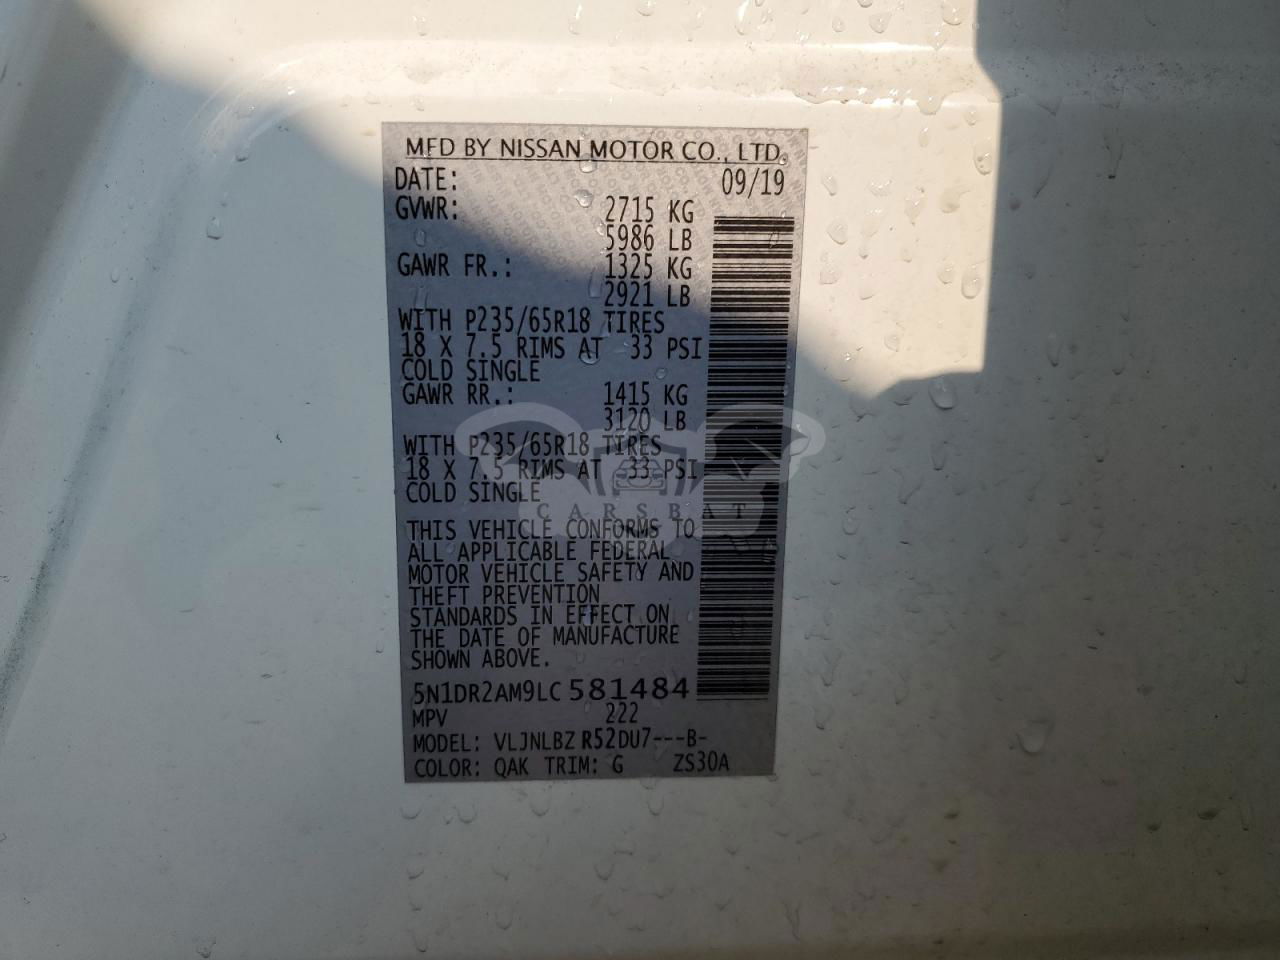 MFD BY NISSAN MOTOR CO., LTD.
DATE: 09/19
GVWR: 2715 KG
5986 LB
GAWR FR.: 1325 KG
2921 LB
WITH P235/65R18 TIRES
18 X 7.5 RIMS AT 33 PSI
COLD SINGLE
GAWR RR.: 1415 KG
3120 LB
WITH P235/65R18 TIRES
18 X 7.5 RIMS AT 33 PSI
COLD SINGLE
CARSBAT
THIS VEHICLE CONFORMS TO
ALL APPLICABLE FEDERAL
MOTOR VEHICLE SAFETY AND
THEFT PREVENTION
STANDARDS IN EFFECT ON
THE DATE OF MANUFACTURE
SHOWN ABOVE.
5N1DR2AM9LC581484
MPV 222
MODEL: VLJNLBZ R52DU7---B-
COLOR: QAK TRIM: G ZS30A